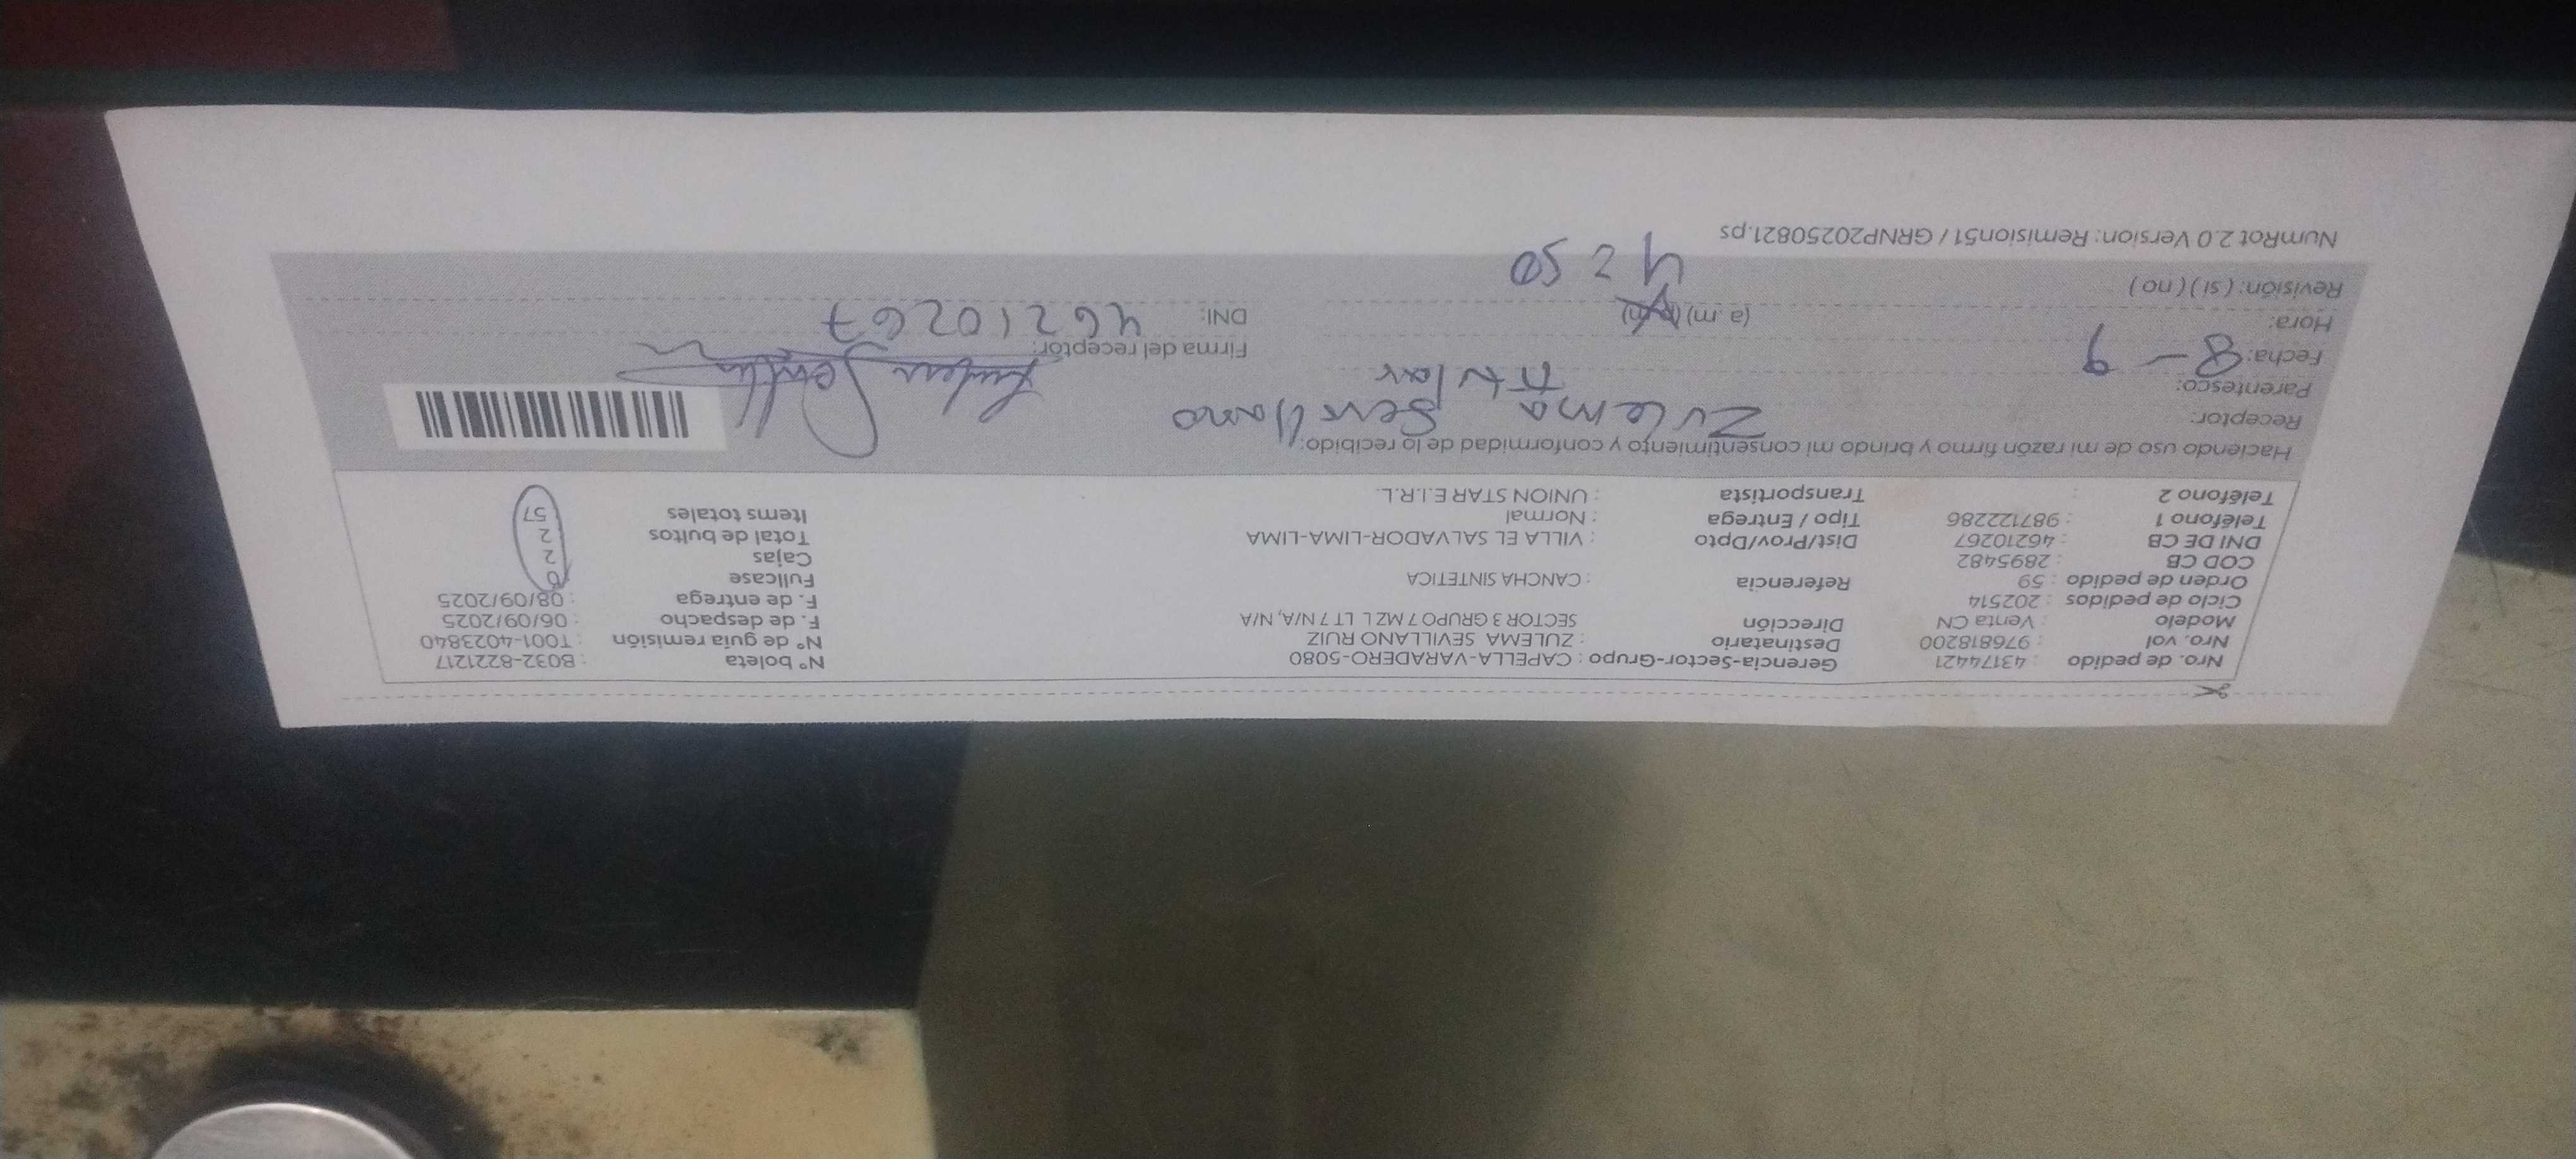 Nro. de pedido : 43174421 Gerencia-Sector-Grupo : CAPELLA-VARADERO-5080 N° boleta : B032-8221217
Nro. vol : 976818200 Destinatario : ZULEMA SEVILLANO RUIZ N° de guía remisión : T001-4023840
Modelo : Venta CN Dirección SECTOR 3 GRUPO 7 MZ L LT 7 N/A, N/A F. de despacho : 06/09/2025
Ciclo de pedidos : 202514 F. de entrega : 08/09/2025
Orden de pedido : 59 Referencia : CANCHA SINTETICA Fullcase 0
COD CB : 2895482 Cajas 2
DNI DE CB : 46210267 Dist/Prov/Dpto : VILLA EL SALVADOR-LIMA-LIMA Total de bultos 2
Teléfono 1 : 987122286 Tipo / Entrega : Normal Items totales 57
Teléfono 2 : Transportista : UNION STAR E.I.R.L.
Haciendo uso de mi razón firmo y brindo mi consentimiento y conformidad de lo recibido:
Receptor: Zulema Sevillano
Parentesco: titular
Fecha: 8 - 9 Firma del receptor:
Hora: (a. m) (p.m) 4:50 DNI: 46210267
Revisión: ( si ) ( no )
NumRot 2.0 Version: Remision51 / GRNP20250821.ps